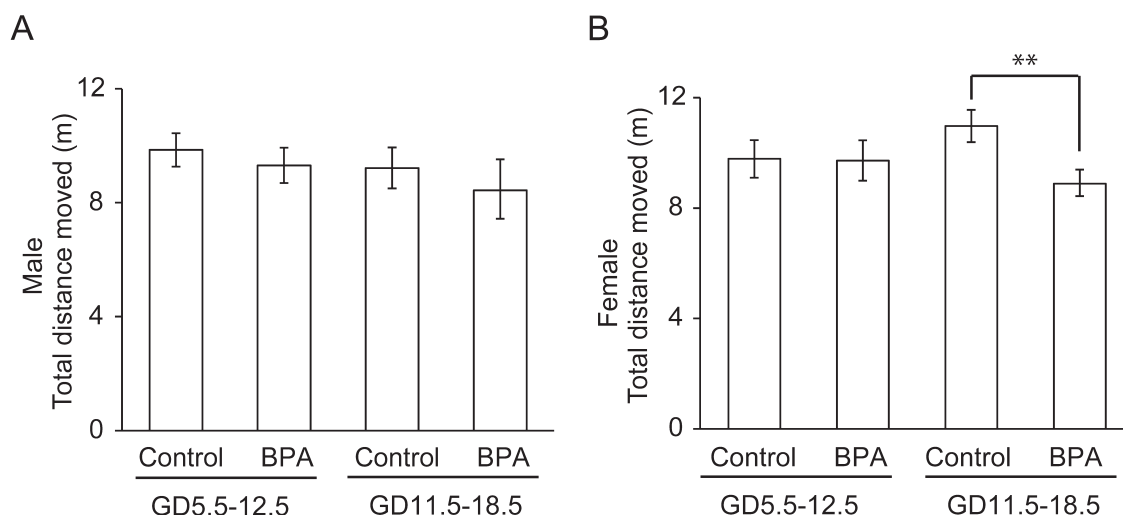 A
Male
Total distance moved (m)
12
8
4
0
Control BPA Control BPA
GD5.5-12.5 GD11.5-18.5
B
Female
Total distance moved (m)
**
12
8
4
0
Control BPA Control BPA
GD5.5-12.5 GD11.5-18.5